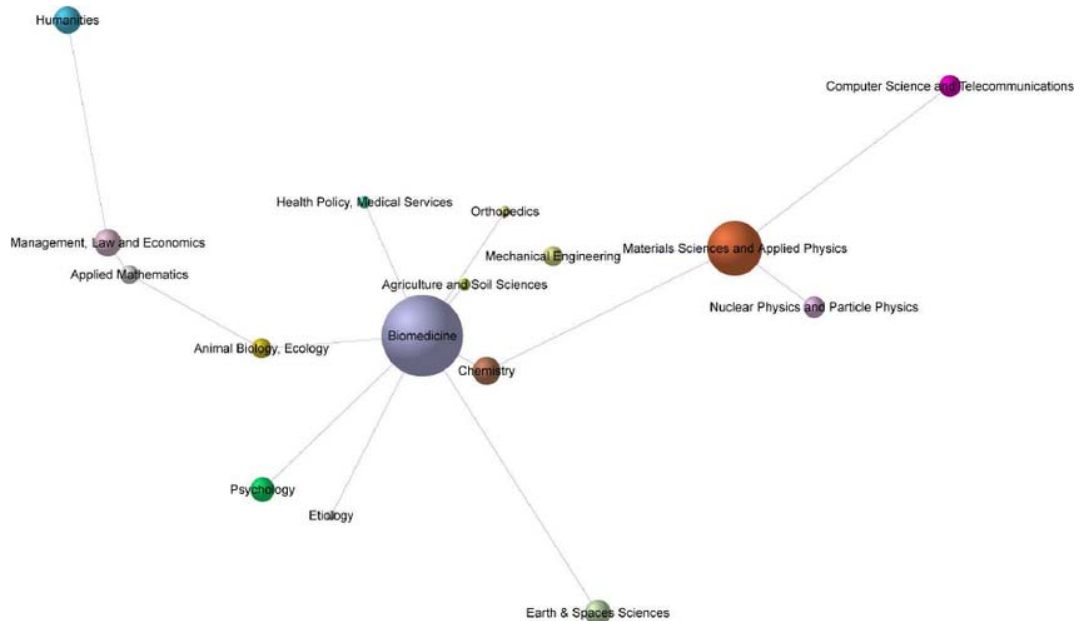 Humanities
Computer Science and Telecommunications
Health Policy, Medical Services
Orthopedics
Management, Law and Economics
Materials Sciences and Applied Physics
Mechanical Engineering
Applied Mathematics
Agriculture and Soil Sciences
Nuclear Physics and Particle Physics
Biomedicine
Animal Biology, Ecology
Chemistry
Psychology
Etiology
Earth & Spaces Sciences